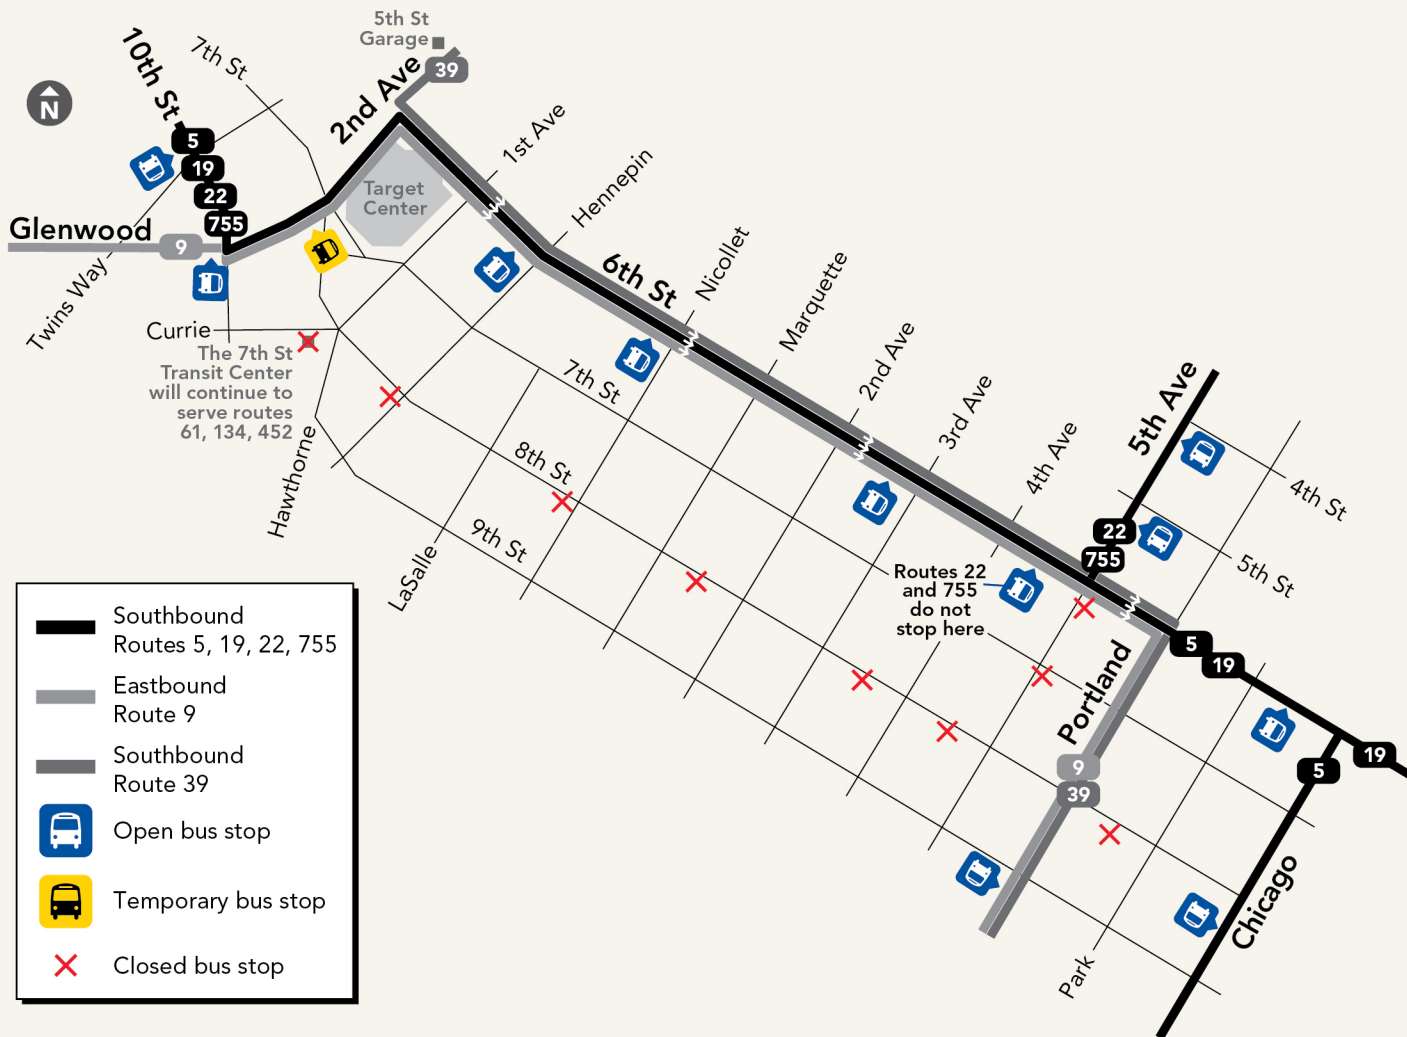 5th St
Garage
39
10th St
7th St
2nd Ave
N
5
19
22
755
1st Ave
Hennepin
Target
Center
Glenwood
9
Twins Way
Currie
The 7th St
Transit Center
will continue to
serve routes
61, 134, 452
6th St
Nicollet
Marquette
2nd Ave
3rd Ave
4th Ave
5th Ave
7th St
8th St
9th St
Hawthorne
LaSalle
4th St
5th St
22
755
Routes 22
and 755
do not
stop here
5
19
Portland
9
39
19
5
Chicago
Park
Southbound
Routes 5, 19, 22, 755
Eastbound
Route 9
Southbound
Route 39
Open bus stop
Temporary bus stop
Closed bus stop